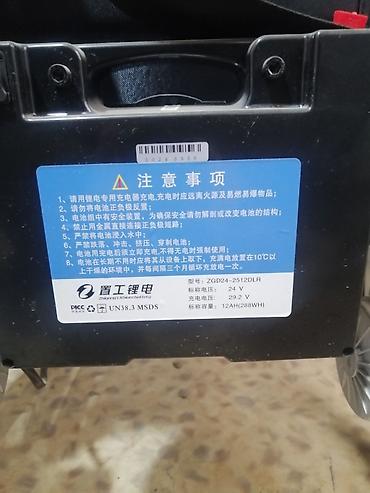 注意事项
1、请用锂电专用充电器充电,充电时应远离火源及易燃易爆物品;
2、请勿将电池正负极反置;
3、电池组中有安全装置,为确保安全请勿解剖或改变电池的结构;
4、禁止用金属直接连接正负极短路;
5、严禁将电池浸入水中;
6、严禁跌落、冲击、挤压、穿刺电池;
7、电池用完电后须立即充电,不得无电时强制使用;
8、电池在长期不用时应将其从设备上取下,充满电放置在10℃以
上干燥的环境中,并每间隔三个月循环充放电一次。
置工锂电
型号: ZGD24-2512DLR
标称电压: 24 V
充电电压: 29.2 V
标称容量: 12AH(288WH)
PICC UN38.3 MSDS